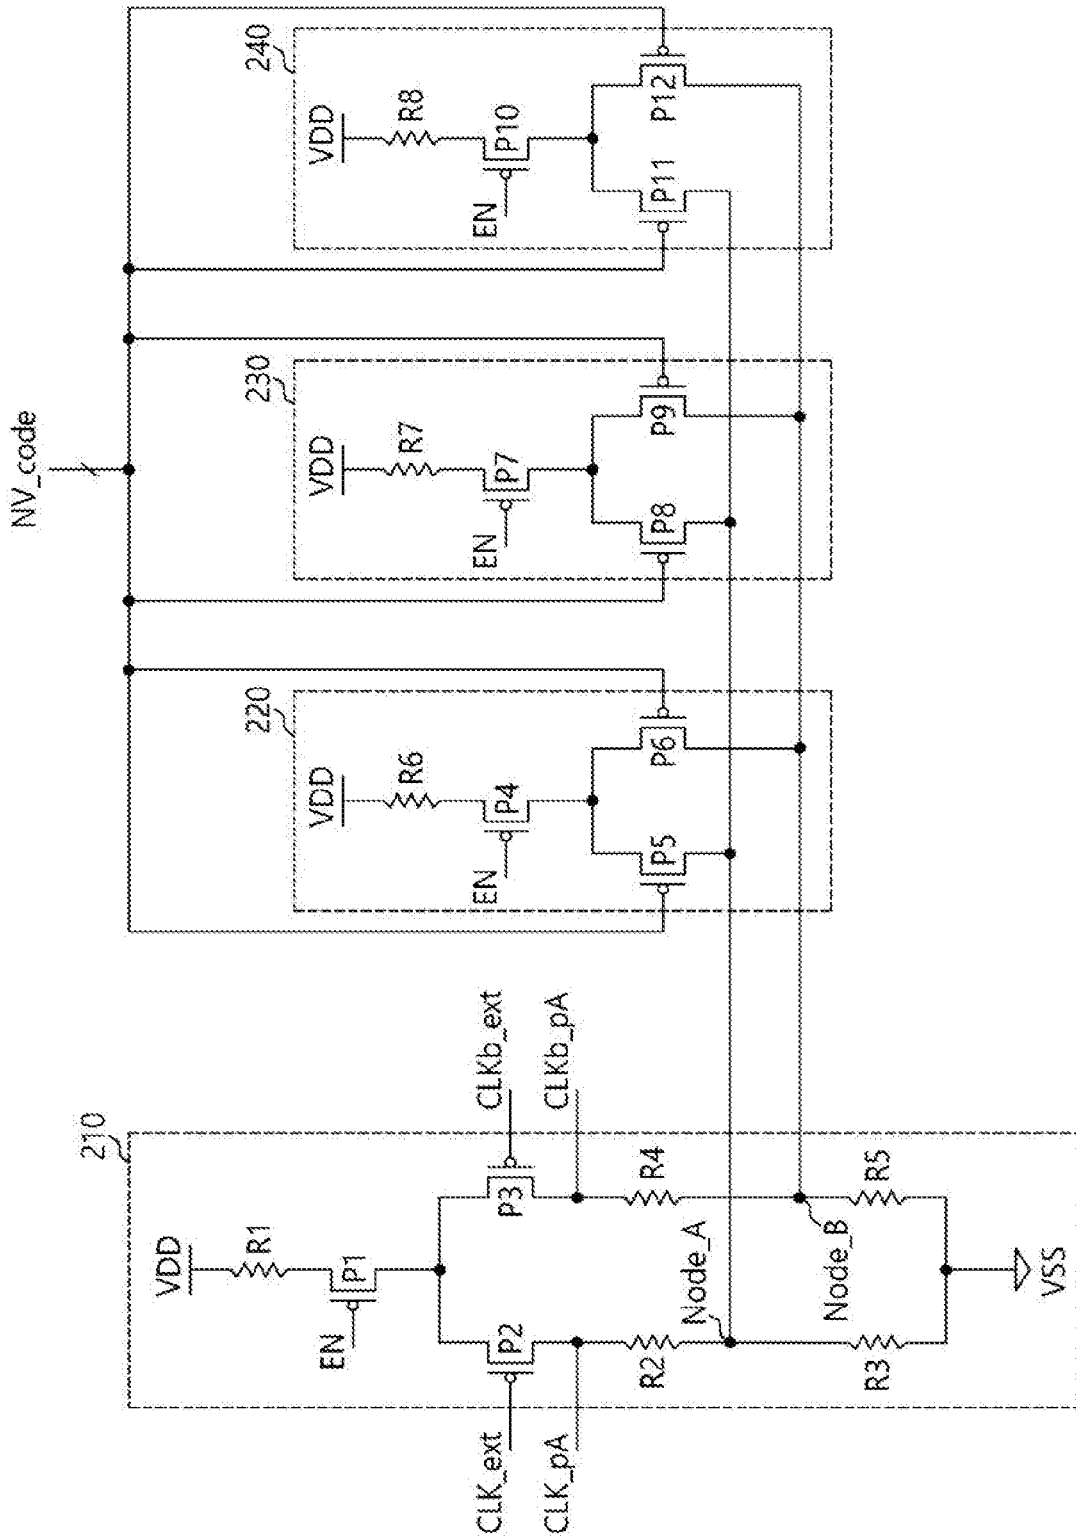 NV_code
210
VDD
R1
EN
P1
CLK_ext
P2
P3
CLKb_ext
CLK_pA
CLKb_pA
R2
R4
Node_A
Node_B
R3
R5
VSS
220
VDD
R6
EN
P4
P5
P6
230
VDD
R7
EN
P7
P8
P9
240
VDD
R8
EN
P10
P11
P12